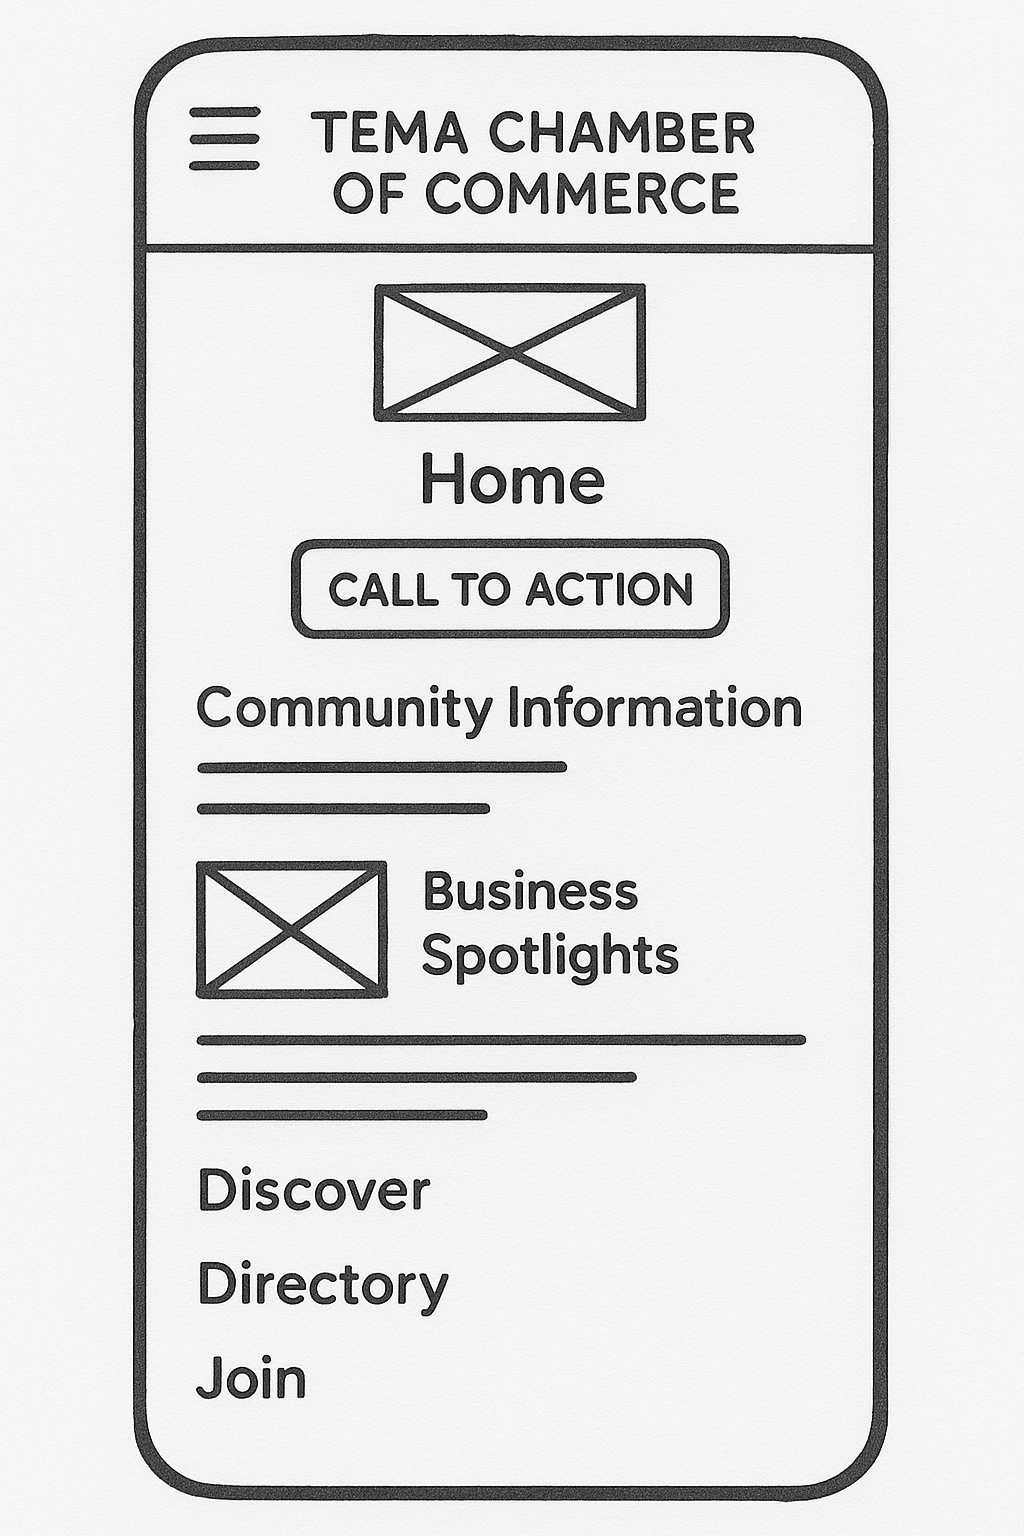 TEMA CHAMBER
OF COMMERCE
Home
CALL TO ACTION
Community Information
Business
Spotlights
Discover
Directory
Join